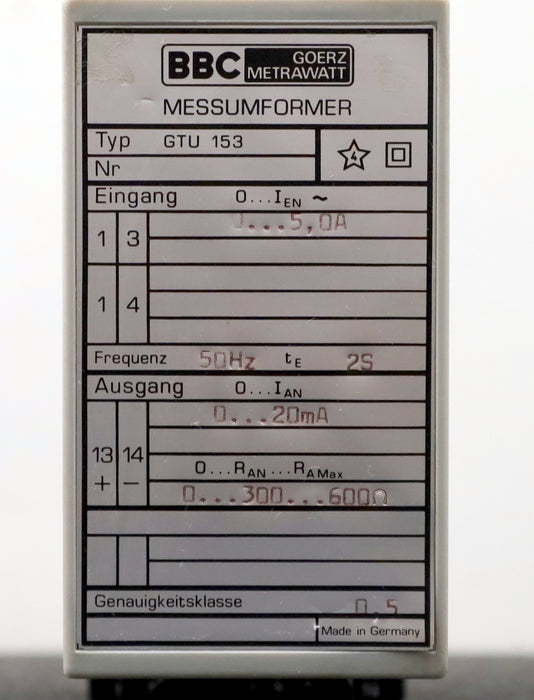 BBC GOERZ METRAWATT
MESSUMFORMER
Typ GTU 153
4
Nr
Eingang 0...IEN ~
0...5,0A
1 3
1 4
Frequenz 50Hz tE 2S
Ausgang 0...IAN
0...20mA
13 14
0...RAN...RAMax
+ −
0...300...600Ω
Genauigkeitsklasse 0.5
Made in Germany